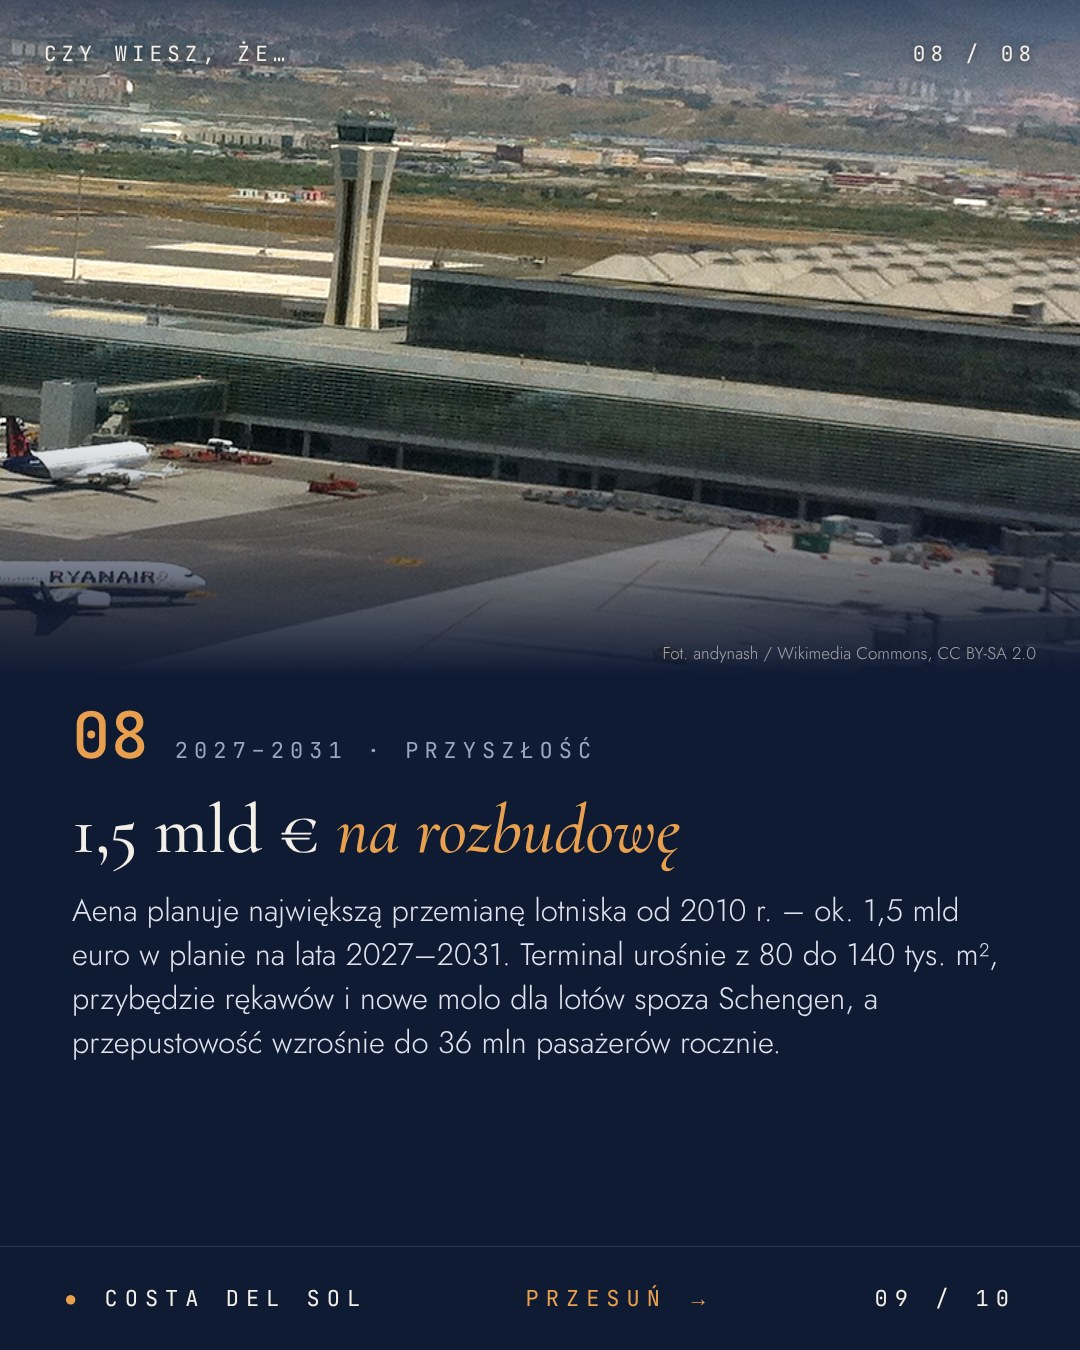 CZY WIESZ, ŻE…
08 / 08
RYANAIR
Fot. andynash / Wikimedia Commons, CC BY-SA 2.0
08 2027–2031 · PRZYSZŁOŚĆ
1,5 mld € na rozbudowę
Aena planuje największą przemianę lotniska od 2010 r. – ok. 1,5 mld
euro w planie na lata 2027–2031. Terminal urośnie z 80 do 140 tys. m²,
przybędzie rękawów i nowe molo dla lotów spoza Schengen, a
przepustowość wzrośnie do 36 mln pasażerów rocznie.
• COSTA DEL SOL
PRZESUŃ →
09 / 10